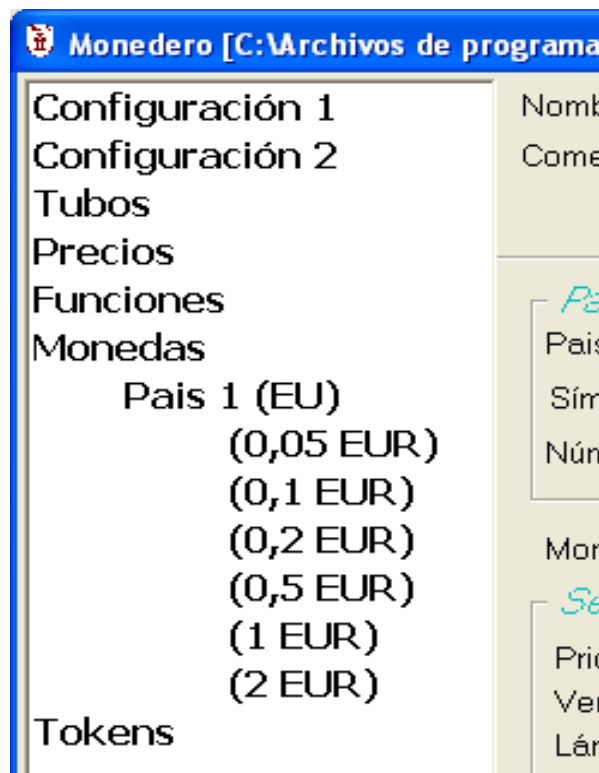 Monedero [C:\Archivos de programa
Configuración 1
Configuración 2
Tubos
Precios
Funciones
Monedas
Pais 1 (EU)
(0,05 EUR)
(0,1 EUR)
(0,2 EUR)
(0,5 EUR)
(1 EUR)
(2 EUR)
Tokens